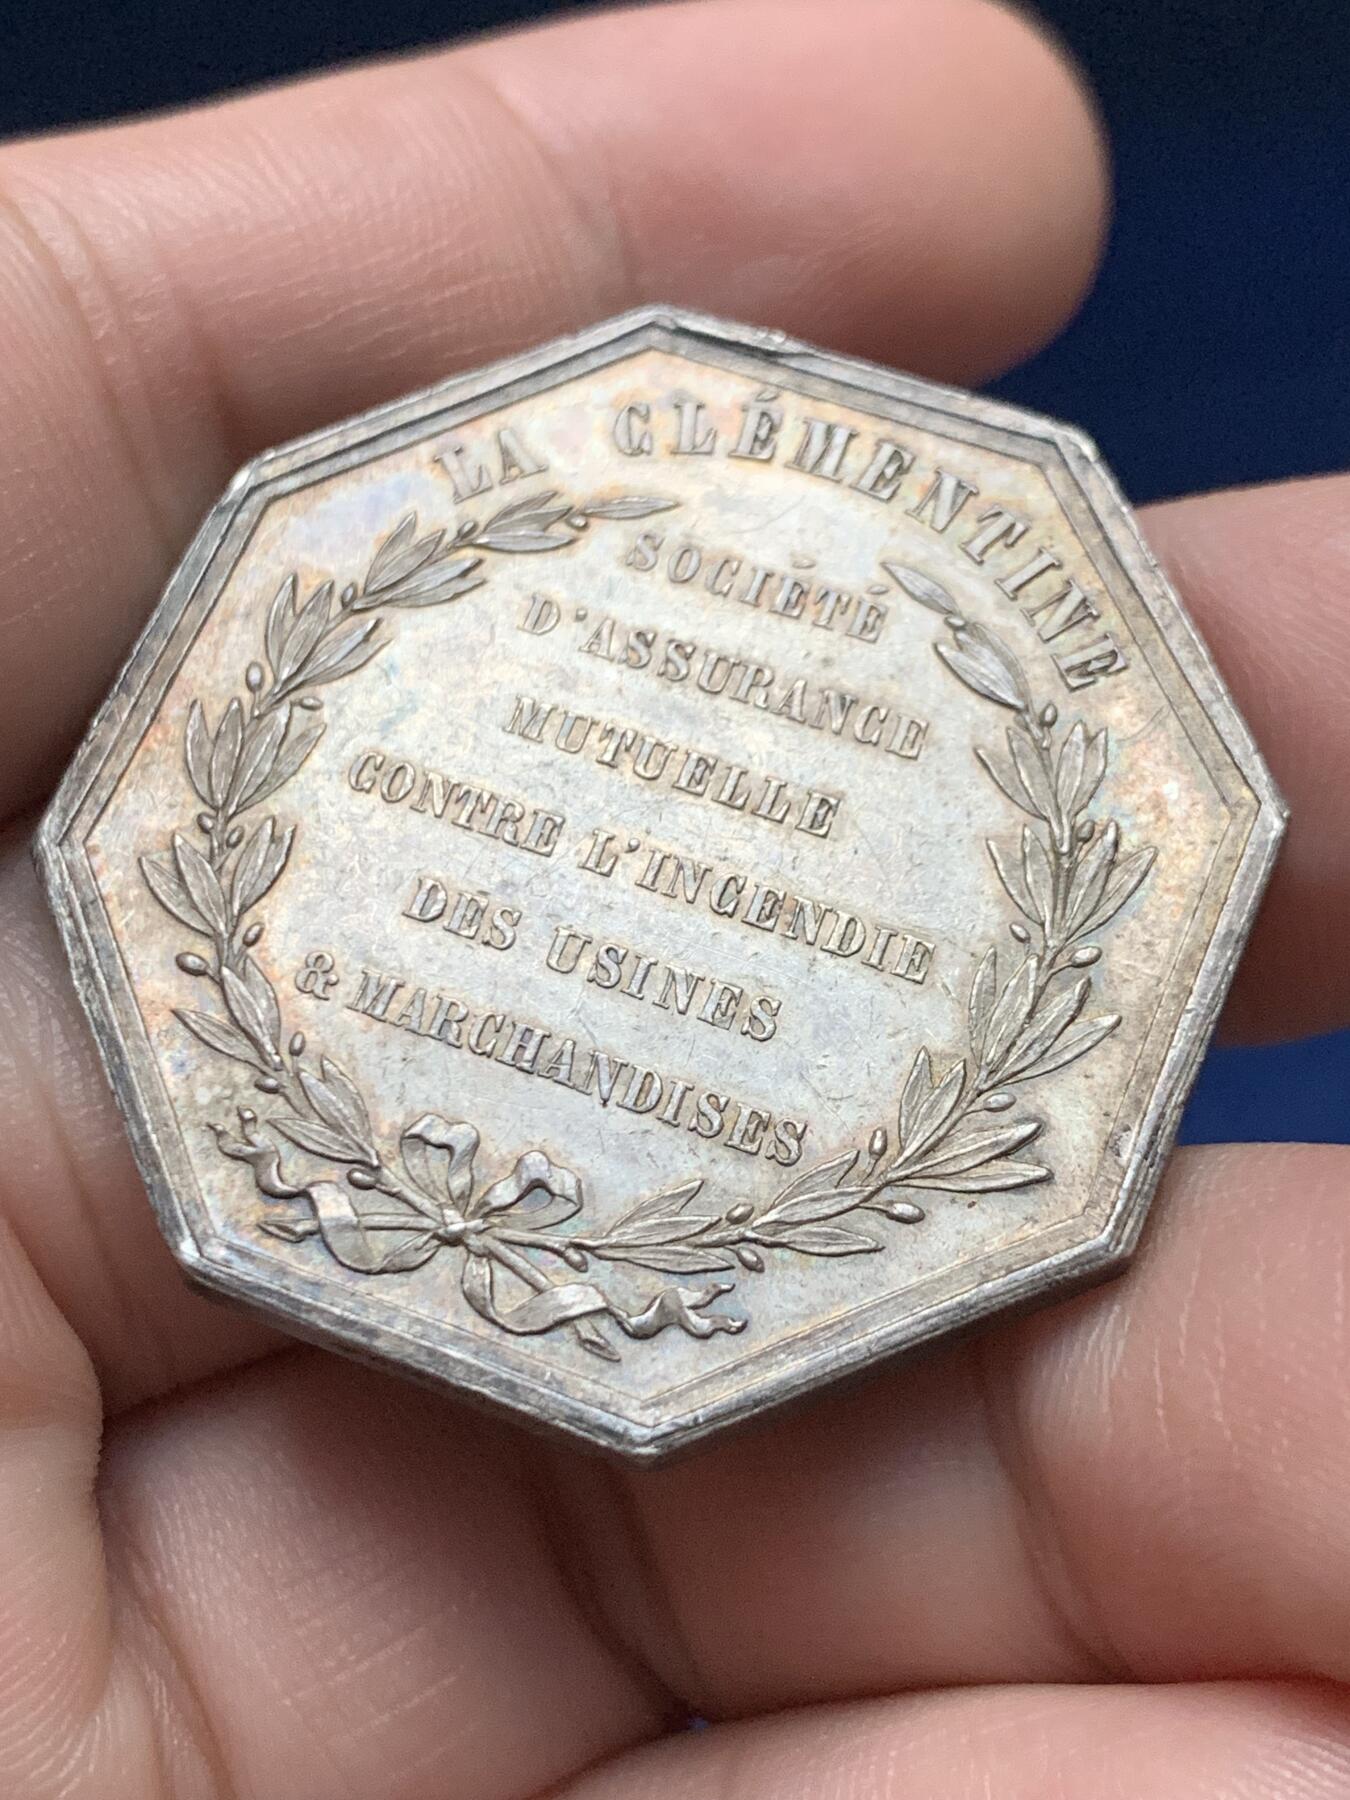 LA CLÉMENTINE
SOCIÉTÉ
D'ASSURANCE
MUTUELLE
CONTRE L'INCENDIE
DES USINES
& MARCHANDISES